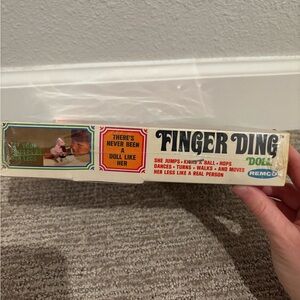 THERE'S
NEVER BEEN
A
DOLL LIKE
HER
FINGER DING
DOLL
SHE JUMPS • KICKS A BALL • HOPS
DANCES • TURNS • WALKS • AND MOVES
HER LEGS LIKE A REAL PERSON
REMCO